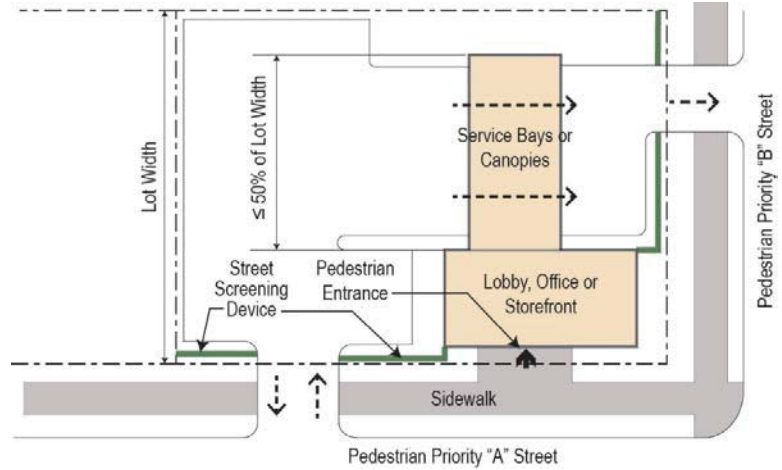 Lot Width
≤ 50% of Lot Width
Service Bays or
Canopies
Street
Screening
Device
Pedestrian
Entrance
Lobby, Office or
Storefront
Sidewalk
Pedestrian Priority "A" Street
Pedestrian Priority "B" Street